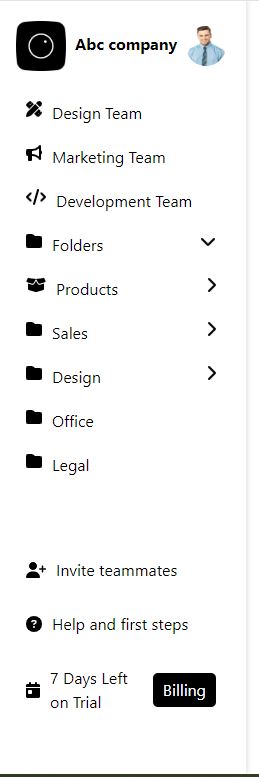 Abc company
Design Team
Marketing Team
Development Team
Folders
Products
Sales
Design
Office
Legal
Invite teammates
Help and first steps
7 Days Left
on Trial
Billing